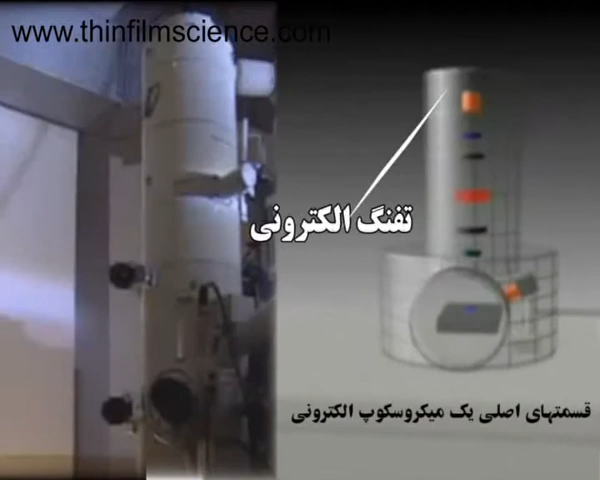 www.thinfilmscience.com
تفنگ الکترونی
قسمتهای اصلی یک میکروسکوپ الکترونی